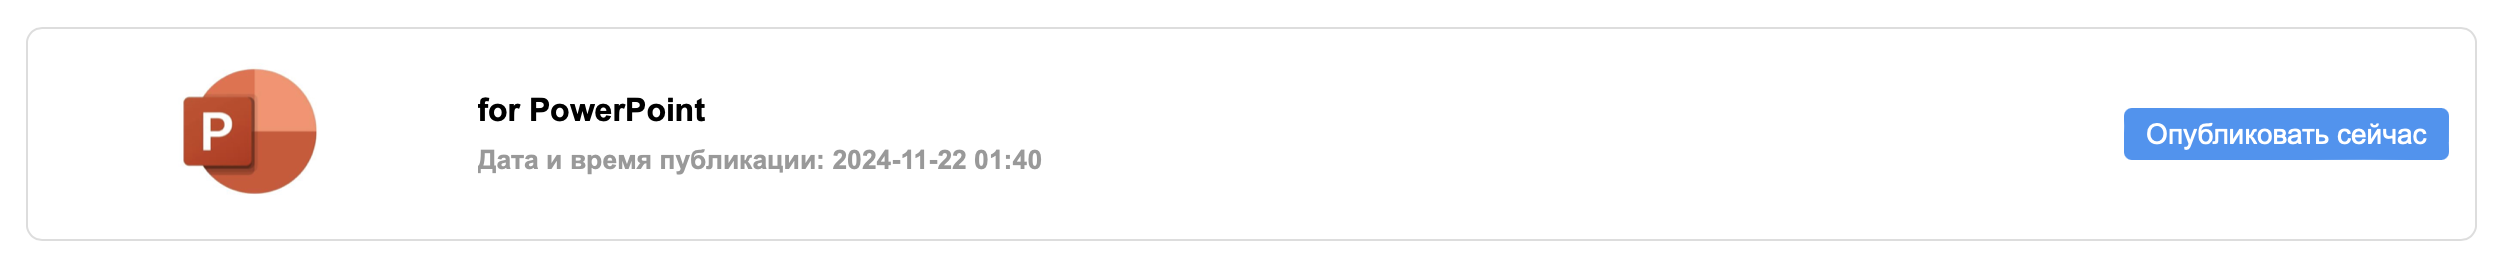 P
for PowerPoint
Дата и время публикации: 2024-11-22 01:40
Опубликовать сейчас